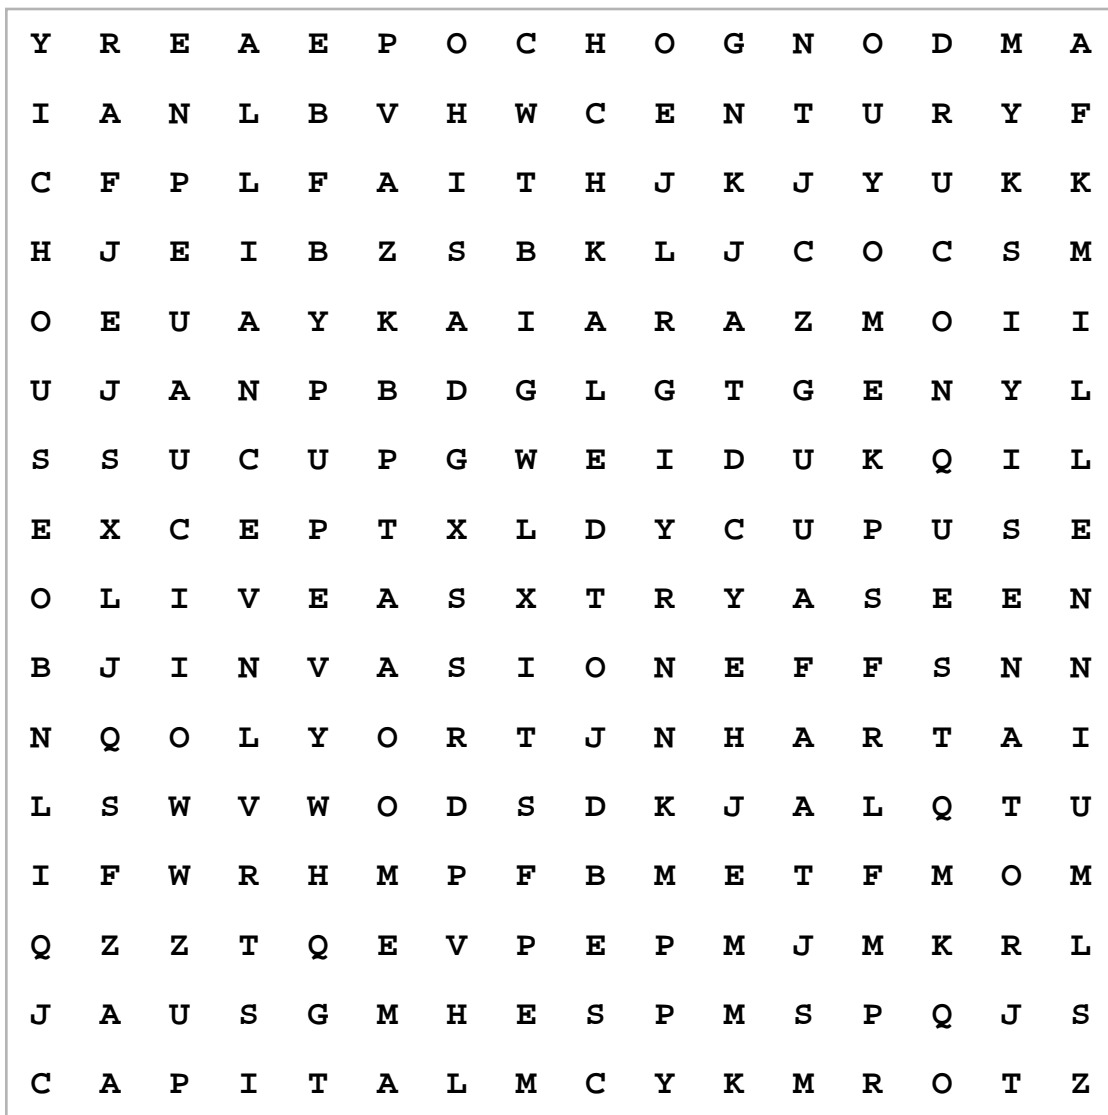 Y R E A E P O C H O G N O D M A
I A N L B V H W C E N T U R Y F
C F P L F A I T H J K J Y U K K
H J E I B Z S B K L J C O C S M
O E U A Y K A I A R A Z M O I I
U J A N P B D G L G T G E N Y L
S S U C U P G W E I D U K Q I L
E X C E P T X L D Y C U P U S E
O L I V E A S X T R Y A S E E N
B J I N V A S I O N E F F S N N
N Q O L Y O R T J N H A R T A I
L S W V W O D S D K J A L Q T U
I F W R H M P F B M E T F M O M
Q Z Z T Q E V P E P M J M K R L
J A U S G M H E S P M S P Q J S
C A P I T A L M C Y K M R O T Z